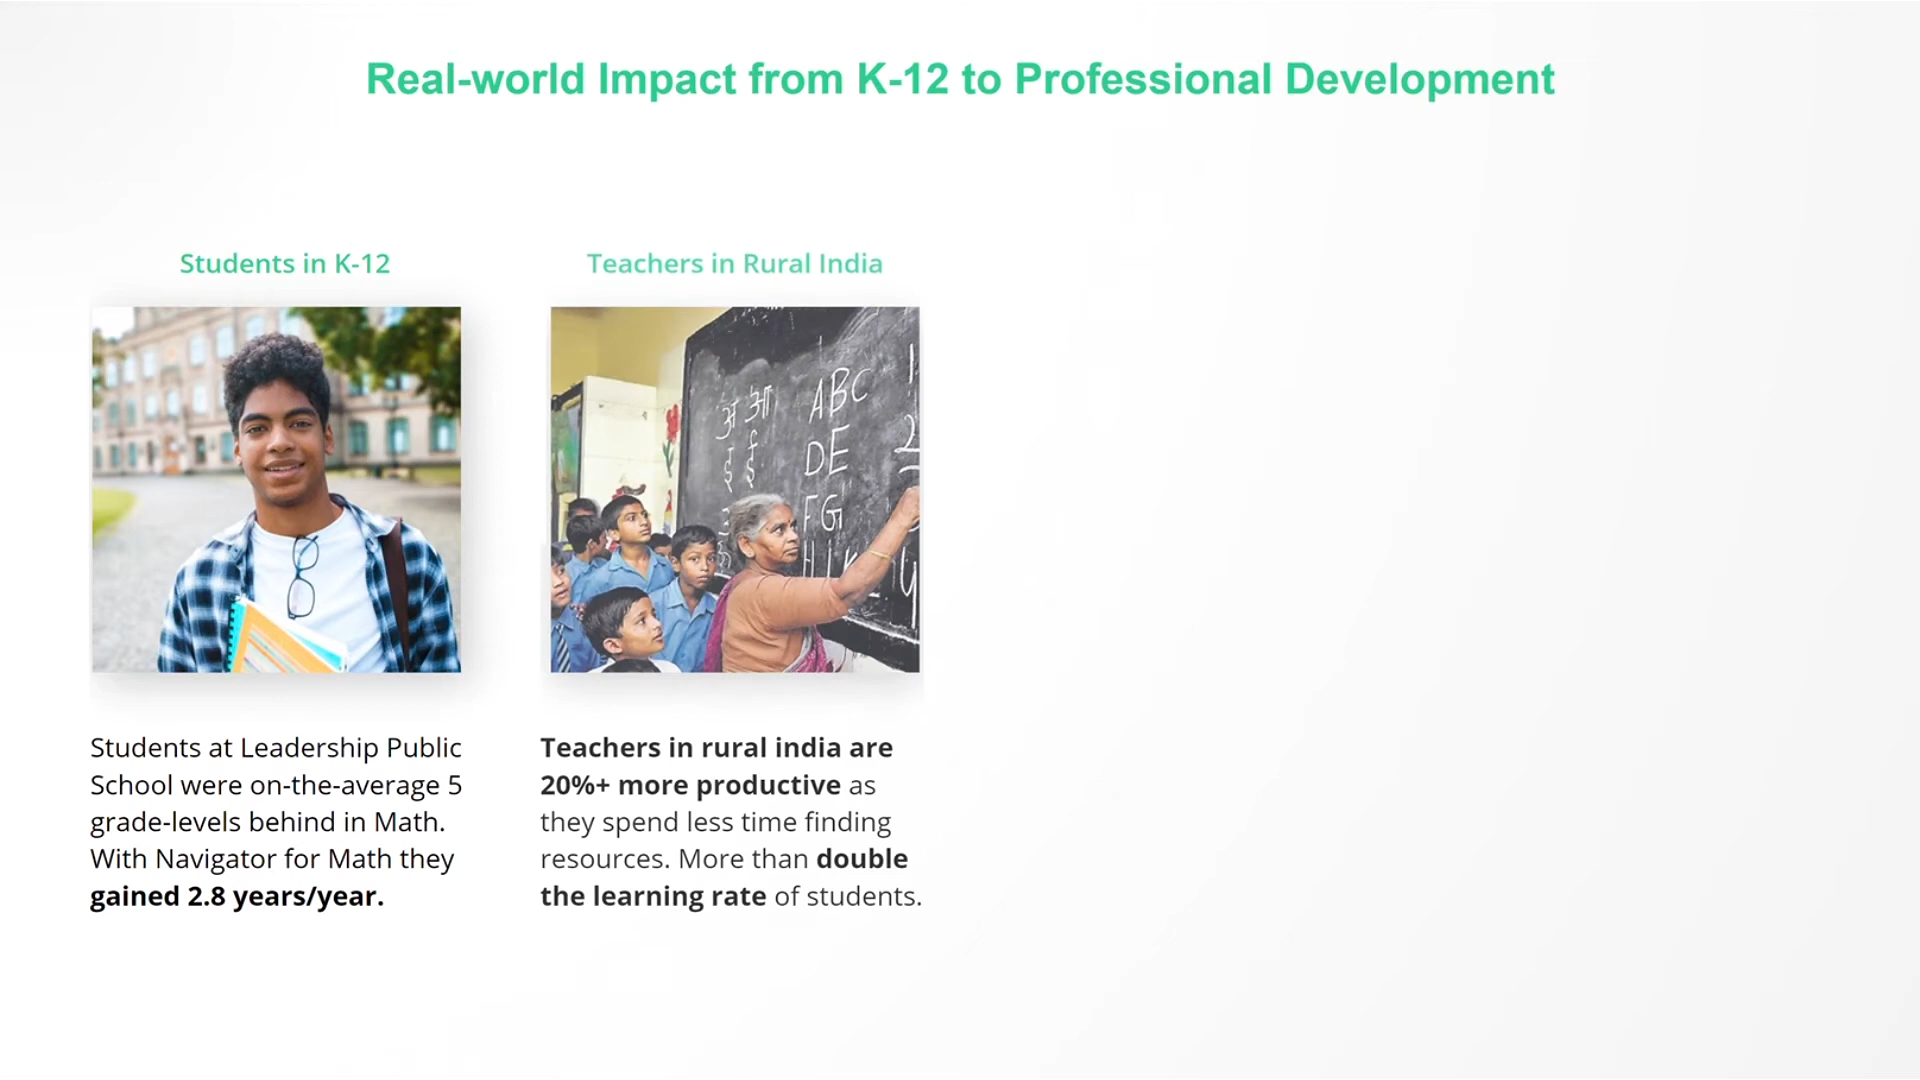 Real-world Impact from K-12 to Professional Development
Students in K-12
Students at Leadership Public
School were on-the-average 5
grade-levels behind in Math.
With Navigator for Math they
gained 2.8 years/year.
Teachers in Rural India
अ आ
इ ई
ABC
DE
FG
2
Teachers in rural india are
20%+ more productive as
they spend less time finding
resources. More than double
the learning rate of students.